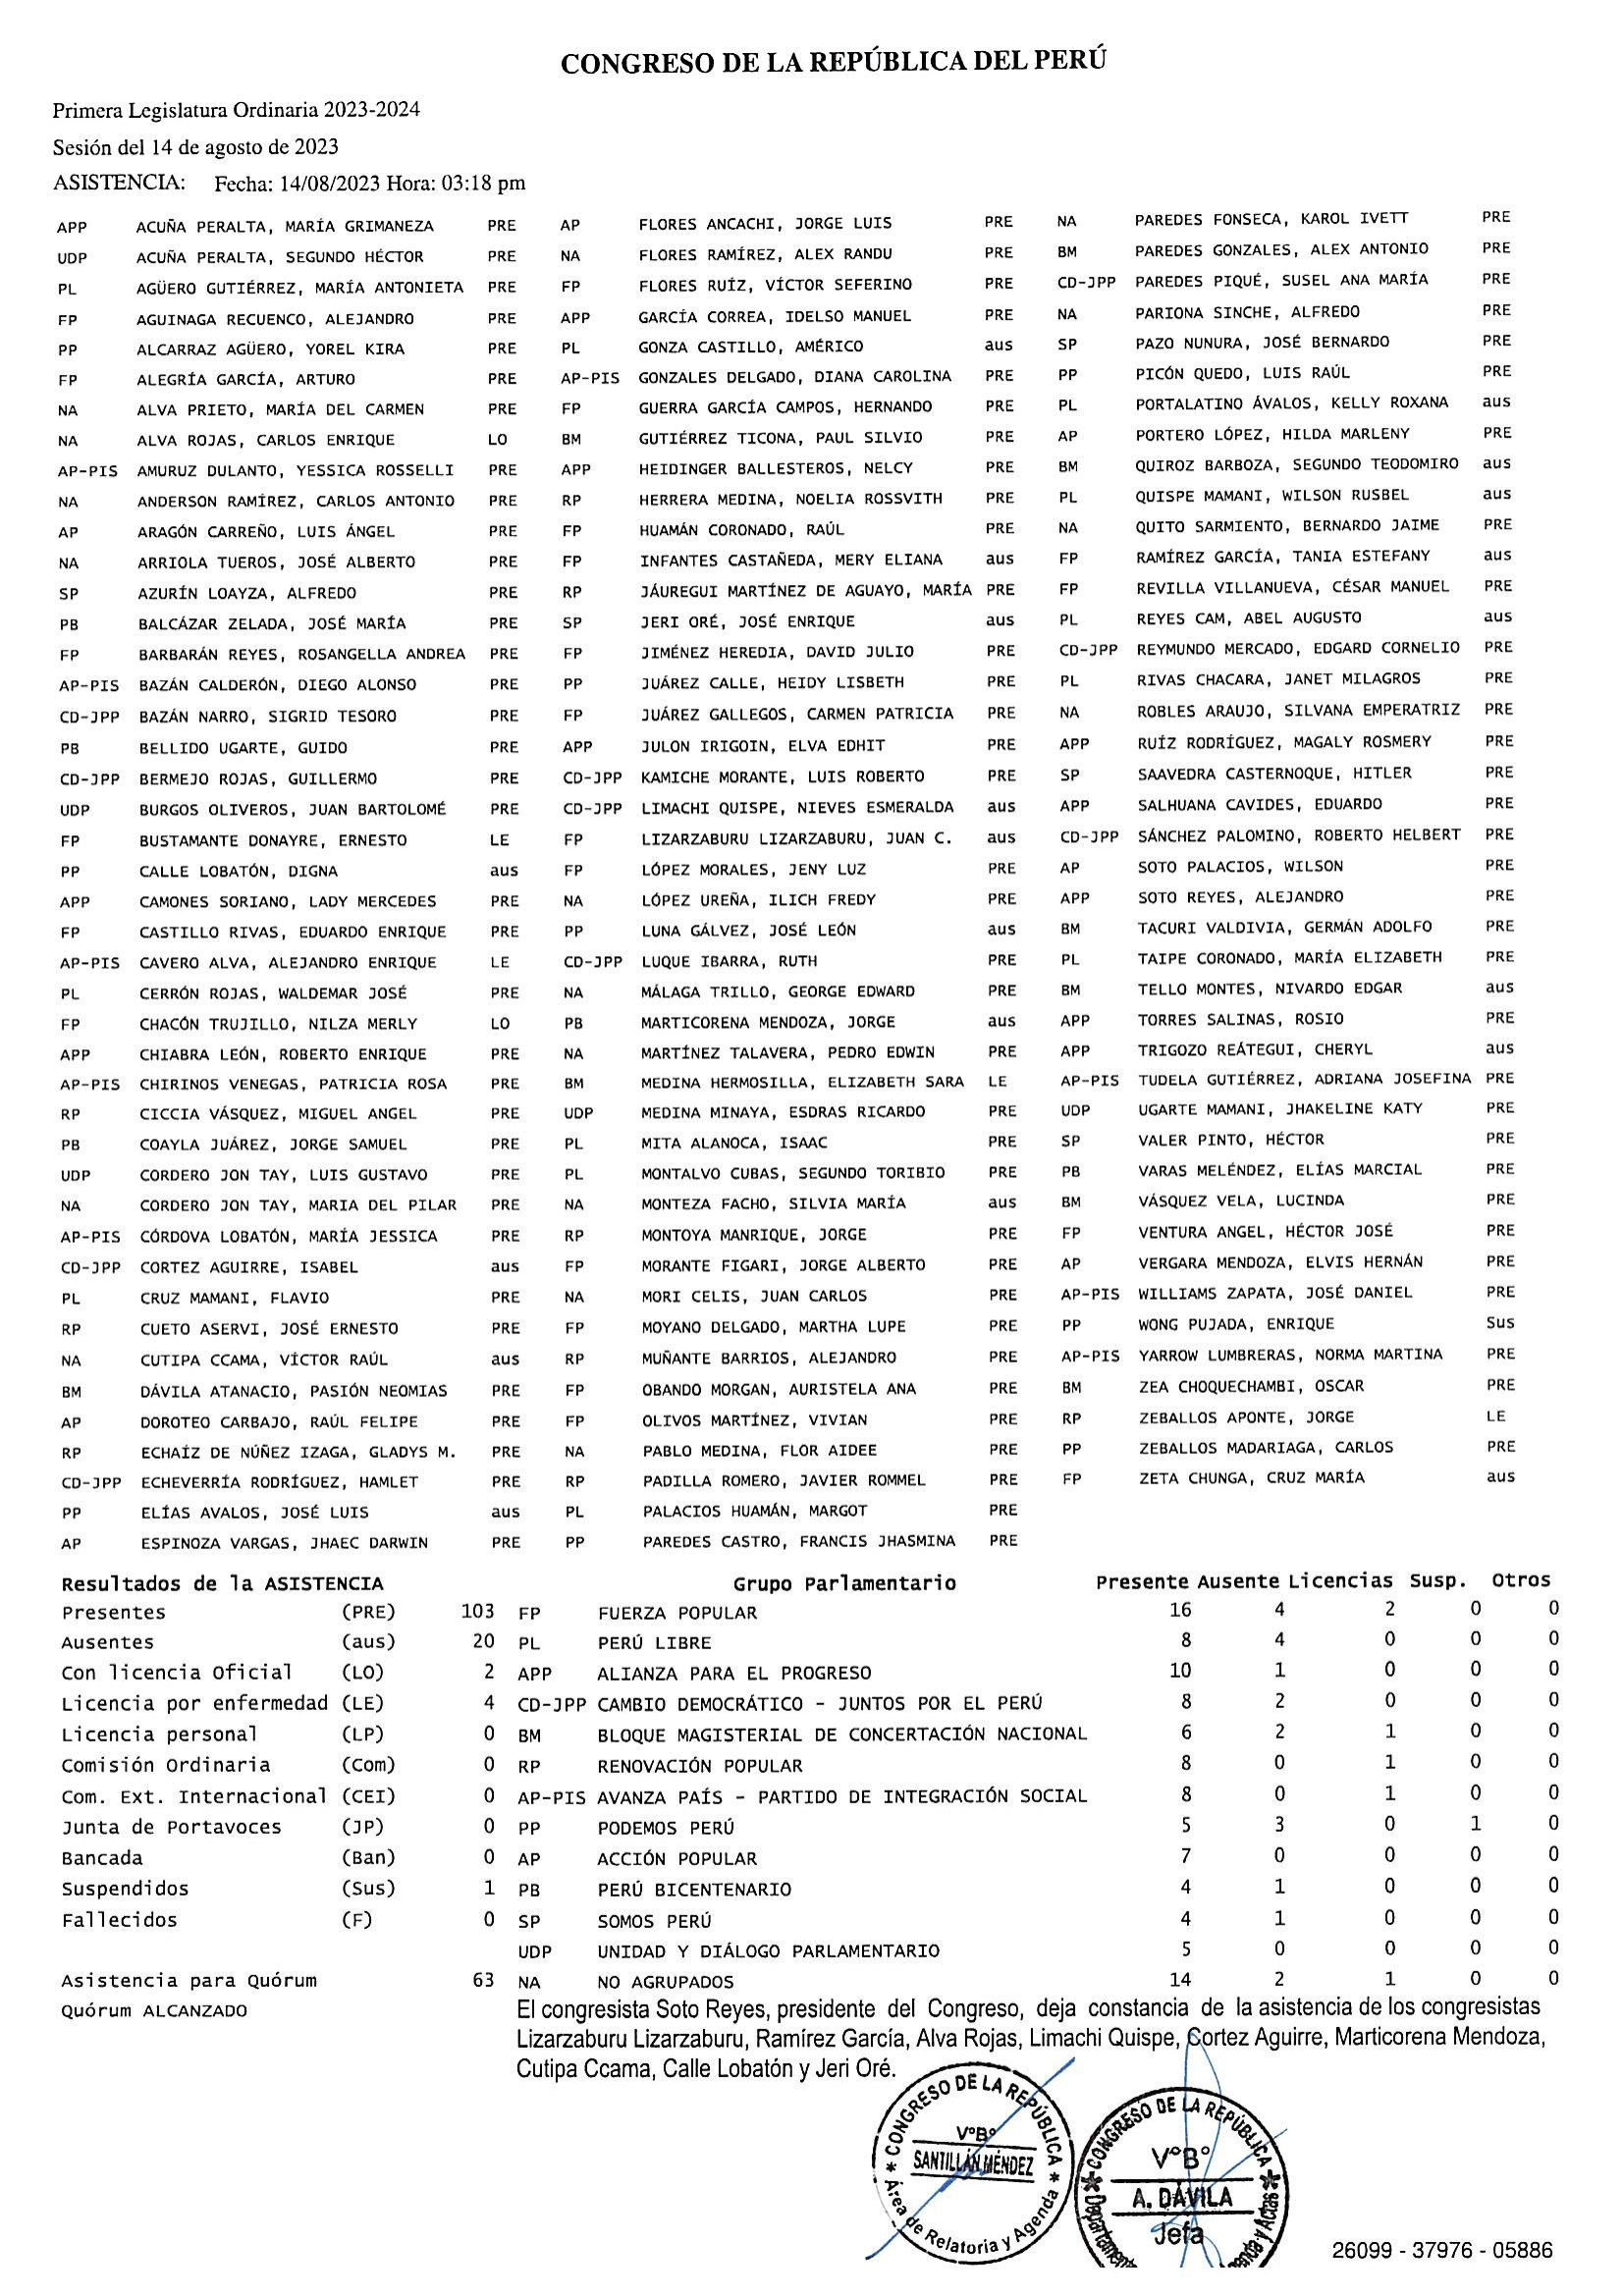 CONGRESO DE LA REPÚBLICA DEL PERÚ
Primera Legislatura Ordinaria 2023-2024
Sesión del 14 de agosto de 2023
ASISTENCIA: Fecha: 14/08/2023 Hora: 03:18 pm
APP ACUÑA PERALTA, MARÍA GRIMANEZA PRE AP FLORES ANCACHI, JORGE LUIS PRE NA PAREDES FONSECA, KAROL IVETT PRE
UDP ACUÑA PERALTA, SEGUNDO HÉCTOR PRE NA FLORES RAMÍREZ, ALEX RANDU PRE BM PAREDES GONZALES, ALEX ANTONIO PRE
PL AGÜERO GUTIÉRREZ, MARÍA ANTONIETA PRE FP FLORES RUÍZ, VÍCTOR SEFERINO PRE CD-JPP PAREDES PIQUÉ, SUSEL ANA MARÍA PRE
FP AGUINAGA RECUENCO, ALEJANDRO PRE APP GARCÍA CORREA, IDELSO MANUEL PRE NA PARIONA SINCHE, ALFREDO PRE
PP ALCARRAZ AGÜERO, YOREL KIRA PRE PL GONZA CASTILLO, AMÉRICO aus SP PAZO NUNURA, JOSÉ BERNARDO PRE
FP ALEGRÍA GARCÍA, ARTURO PRE AP-PIS GONZALES DELGADO, DIANA CAROLINA PRE PP PICÓN QUEDO, LUIS RAÚL PRE
NA ALVA PRIETO, MARÍA DEL CARMEN PRE FP GUERRA GARCÍA CAMPOS, HERNANDO PRE PL PORTALATINO ÁVALOS, KELLY ROXANA aus
NA ALVA ROJAS, CARLOS ENRIQUE LO BM GUTIÉRREZ TICONA, PAUL SILVIO PRE AP PORTERO LÓPEZ, HILDA MARLENY PRE
AP-PIS AMURUZ DULANTO, YESSICA ROSSELLI PRE APP HEIDINGER BALLESTEROS, NELCY PRE BM QUIROZ BARBOZA, SEGUNDO TEODOMIRO aus
NA ANDERSON RAMÍREZ, CARLOS ANTONIO PRE RP HERRERA MEDINA, NOELIA ROSSVITH PRE PL QUISPE MAMANI, WILSON RUSBEL aus
AP ARAGÓN CARREÑO, LUIS ÁNGEL PRE FP HUAMÁN CORONADO, RAÚL PRE NA QUITO SARMIENTO, BERNARDO JAIME PRE
NA ARRIOLA TUEROS, JOSÉ ALBERTO PRE FP INFANTES CASTAÑEDA, MERY ELIANA aus FP RAMÍREZ GARCÍA, TANIA ESTEFANY aus
SP AZURÍN LOAYZA, ALFREDO PRE RP JÁUREGUI MARTÍNEZ DE AGUAYO, MARÍA PRE FP REVILLA VILLANUEVA, CÉSAR MANUEL PRE
PB BALCÁZAR ZELADA, JOSÉ MARÍA PRE SP JERI ORÉ, JOSÉ ENRIQUE aus PL REYES CAM, ABEL AUGUSTO aus
FP BARBARÁN REYES, ROSANGELLA ANDREA PRE FP JIMÉNEZ HEREDIA, DAVID JULIO PRE CD-JPP REYMUNDO MERCADO, EDGARD CORNELIO PRE
AP-PIS BAZÁN CALDERÓN, DIEGO ALONSO PRE PP JUÁREZ CALLE, HEIDY LISBETH PRE PL RIVAS CHACARA, JANET MILAGROS PRE
CD-JPP BAZÁN NARRO, SIGRID TESORO PRE FP JUÁREZ GALLEGOS, CARMEN PATRICIA PRE NA ROBLES ARAUJO, SILVANA EMPERATRIZ PRE
PB BELLIDO UGARTE, GUIDO PRE APP JULON IRIGOIN, ELVA EDHIT PRE APP RUÍZ RODRÍGUEZ, MAGALY ROSMERY PRE
CD-JPP BERMEJO ROJAS, GUILLERMO PRE CD-JPP KAMICHE MORANTE, LUIS ROBERTO PRE SP SAAVEDRA CASTERNOQUE, HITLER PRE
UDP BURGOS OLIVEROS, JUAN BARTOLOMÉ PRE CD-JPP LIMACHI QUISPE, NIEVES ESMERALDA aus APP SALHUANA CAVIDES, EDUARDO PRE
FP BUSTAMANTE DONAYRE, ERNESTO LE FP LIZARZABURU LIZARZABURU, JUAN C. aus CD-JPP SÁNCHEZ PALOMINO, ROBERTO HELBERT PRE
PP CALLE LOBATÓN, DIGNA aus FP LÓPEZ MORALES, JENY LUZ PRE AP SOTO PALACIOS, WILSON PRE
APP CAMONES SORIANO, LADY MERCEDES PRE NA LÓPEZ UREÑA, ILICH FREDY PRE APP SOTO REYES, ALEJANDRO PRE
FP CASTILLO RIVAS, EDUARDO ENRIQUE PRE PP LUNA GÁLVEZ, JOSÉ LEÓN aus BM TACURI VALDIVIA, GERMÁN ADOLFO PRE
AP-PIS CAVERO ALVA, ALEJANDRO ENRIQUE LE CD-JPP LUQUE IBARRA, RUTH PRE PL TAIPE CORONADO, MARÍA ELIZABETH PRE
PL CERRÓN ROJAS, WALDEMAR JOSÉ PRE NA MÁLAGA TRILLO, GEORGE EDWARD PRE BM TELLO MONTES, NIVARDO EDGAR aus
FP CHACÓN TRUJILLO, NILZA MERLY LO PB MARTICORENA MENDOZA, JORGE aus APP TORRES SALINAS, ROSIO PRE
APP CHIABRA LEÓN, ROBERTO ENRIQUE PRE NA MARTÍNEZ TALAVERA, PEDRO EDWIN PRE APP TRIGOZO REÁTEGUI, CHERYL aus
AP-PIS CHIRINOS VENEGAS, PATRICIA ROSA PRE BM MEDINA HERMOSILLA, ELIZABETH SARA LE AP-PIS TUDELA GUTIÉRREZ, ADRIANA JOSEFINA PRE
RP CICCIA VÁSQUEZ, MIGUEL ANGEL PRE UDP MEDINA MINAYA, ESDRAS RICARDO PRE UDP UGARTE MAMANI, JHAKELINE KATY PRE
PB COAYLA JUÁREZ, JORGE SAMUEL PRE PL MITA ALANOCA, ISAAC PRE SP VALER PINTO, HÉCTOR PRE
UDP CORDERO JON TAY, LUIS GUSTAVO PRE PL MONTALVO CUBAS, SEGUNDO TORIBIO PRE PB VARAS MELÉNDEZ, ELÍAS MARCIAL PRE
NA CORDERO JON TAY, MARIA DEL PILAR PRE NA MONTEZA FACHO, SILVIA MARÍA aus BM VÁSQUEZ VELA, LUCINDA PRE
AP-PIS CÓRDOVA LOBATÓN, MARÍA JESSICA PRE RP MONTOYA MANRIQUE, JORGE PRE FP VENTURA ANGEL, HÉCTOR JOSÉ PRE
CD-JPP CORTEZ AGUIRRE, ISABEL aus FP MORANTE FIGARI, JORGE ALBERTO PRE AP VERGARA MENDOZA, ELVIS HERNÁN PRE
PL CRUZ MAMANI, FLAVIO PRE NA MORI CELIS, JUAN CARLOS PRE AP-PIS WILLIAMS ZAPATA, JOSÉ DANIEL PRE
RP CUETO ASERVI, JOSÉ ERNESTO PRE FP MOYANO DELGADO, MARTHA LUPE PRE PP WONG PUJADA, ENRIQUE Sus
NA CUTIPA CCAMA, VÍCTOR RAÚL aus RP MUÑANTE BARRIOS, ALEJANDRO PRE AP-PIS YARROW LUMBRERAS, NORMA MARTINA PRE
BM DÁVILA ATANACIO, PASIÓN NEOMIAS PRE FP OBANDO MORGAN, AURISTELA ANA PRE BM ZEA CHOQUECHAMBI, OSCAR PRE
AP DOROTEO CARBAJO, RAÚL FELIPE PRE FP OLIVOS MARTÍNEZ, VIVIAN PRE RP ZEBALLOS APONTE, JORGE LE
RP ECHAÍZ DE NÚÑEZ IZAGA, GLADYS M. PRE NA PABLO MEDINA, FLOR AIDEE PRE PP ZEBALLOS MADARIAGA, CARLOS PRE
CD-JPP ECHEVERRÍA RODRÍGUEZ, HAMLET PRE RP PADILLA ROMERO, JAVIER ROMMEL PRE FP ZETA CHUNGA, CRUZ MARÍA aus
PP ELÍAS AVALOS, JOSÉ LUIS aus PL PALACIOS HUAMÁN, MARGOT PRE
AP ESPINOZA VARGAS, JHAEC DARWIN PRE PP PAREDES CASTRO, FRANCIS JHASMINA PRE
Resultados de la ASISTENCIA Grupo Parlamentario Presente Ausente Licencias Susp. Otros
Presentes (PRE) 103 FP FUERZA POPULAR 16 4 2 0 0
Ausentes (aus) 20 PL PERÚ LIBRE 8 4 0 0 0
Con licencia Oficial (LO) 2 APP ALIANZA PARA EL PROGRESO 10 1 0 0 0
Licencia por enfermedad (LE) 4 CD-JPP CAMBIO DEMOCRÁTICO - JUNTOS POR EL PERÚ 8 2 0 0 0
Licencia personal (LP) 0 BM BLOQUE MAGISTERIAL DE CONCERTACIÓN NACIONAL 6 2 1 0 0
Comisión Ordinaria (Com) 0 RP RENOVACIÓN POPULAR 8 0 1 0 0
Com. Ext. Internacional (CEI) 0 AP-PIS AVANZA PAÍS - PARTIDO DE INTEGRACIÓN SOCIAL 8 0 1 0 0
Junta de Portavoces (JP) 0 PP PODEMOS PERÚ 5 3 0 1 0
Bancada (Ban) 0 AP ACCIÓN POPULAR 7 0 0 0 0
Suspendidos (Sus) 1 PB PERÚ BICENTENARIO 4 1 0 0 0
Fallecidos (F) 0 SP SOMOS PERÚ 4 1 0 0 0
UDP UNIDAD Y DIÁLOGO PARLAMENTARIO 5 0 0 0 0
Asistencia para Quórum 63 NA NO AGRUPADOS 14 2 1 0 0
Quórum ALCANZADO
El congresista Soto Reyes, presidente del Congreso, deja constancia de la asistencia de los congresistas
Lizarzaburu Lizarzaburu, Ramírez García, Alva Rojas, Limachi Quispe, Cortez Aguirre, Marticorena Mendoza,
Cutipa Ccama, Calle Lobatón y Jeri Oré.
* CONGRESO DE LA REPÚBLICA *
V°B°
SANTILLÁN MÉNDEZ
Área de Relatoría y Agenda
* CONGRESO DE LA REPÚBLICA *
V°B°
A. DÁVILA
Jefa
26099 - 37976 - 05886